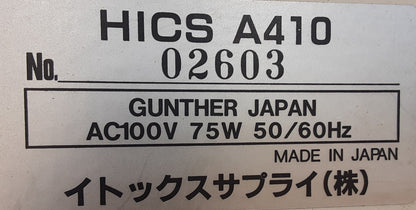 HICS A410
No. 02603
GUNTHER JAPAN
AC100V 75W 50/60Hz
MADE IN JAPAN
イトックスサプライ(株)